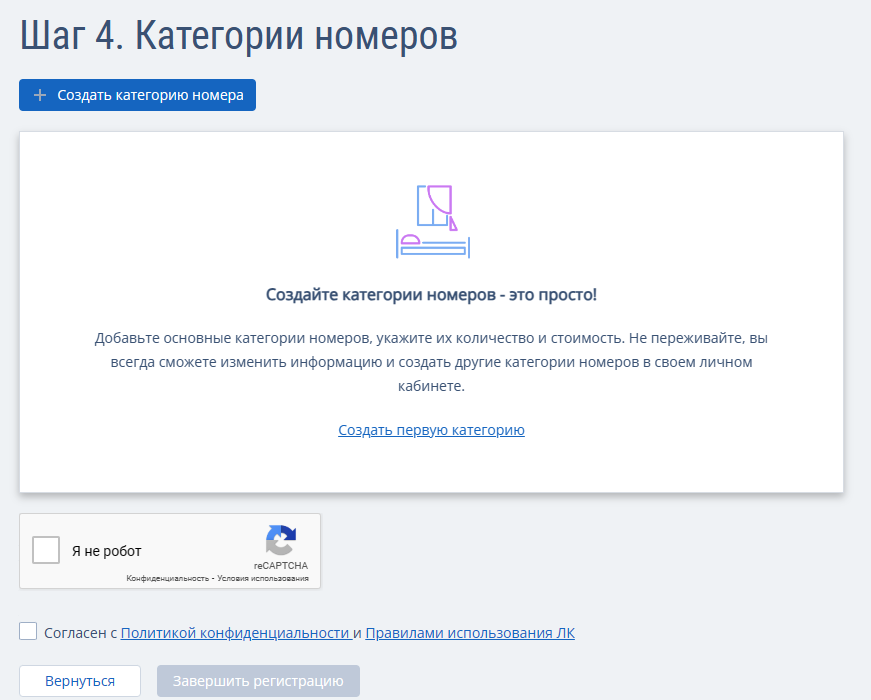 Шаг 4. Категории номеров
Создать категорию номера
Создайте категории номеров - это просто!
Добавьте основные категории номеров, укажите их количество и стоимость. Не переживайте, вы
всегда сможете изменить информацию и создать другие категории номеров в своем личном
кабинете.
Создать первую категорию
Я не робот
reCAPTCHA
Конфиденциальность - Условия использования
Согласен с Политикой конфиденциальности и Правилами использования ЛК
Вернуться
Завершить регистрацию